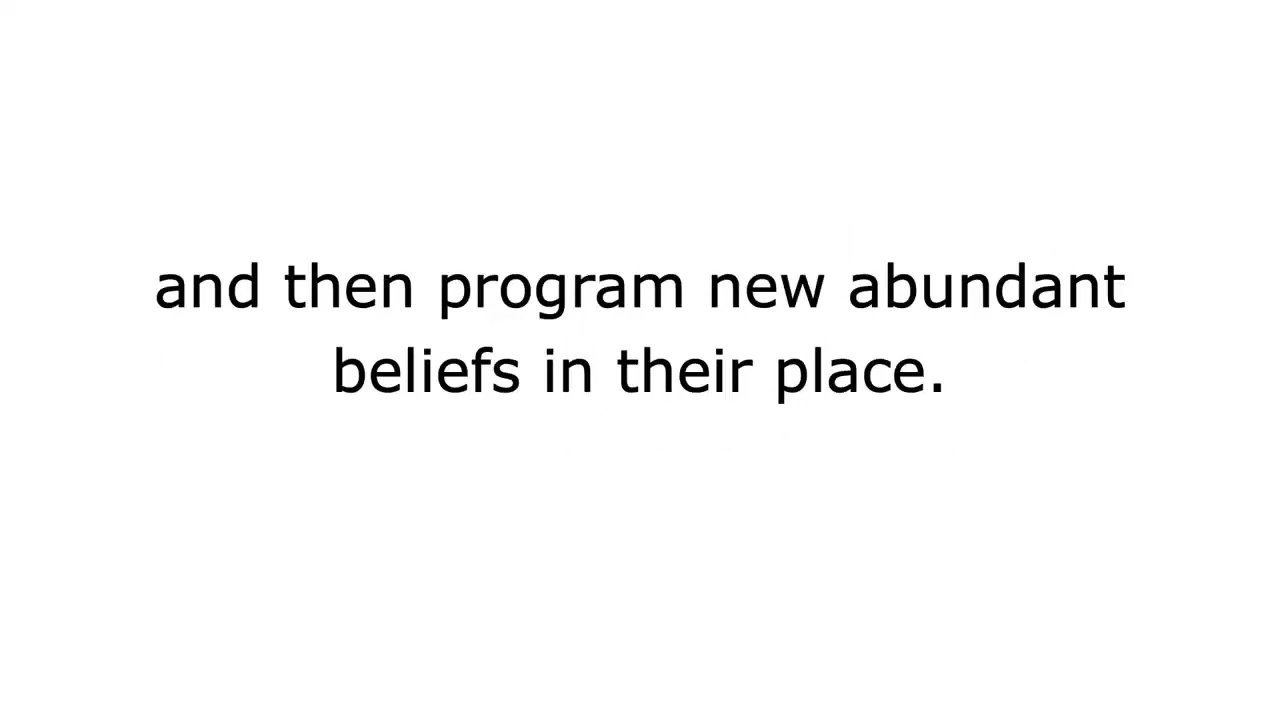 and then program new abundant
beliefs in their place.